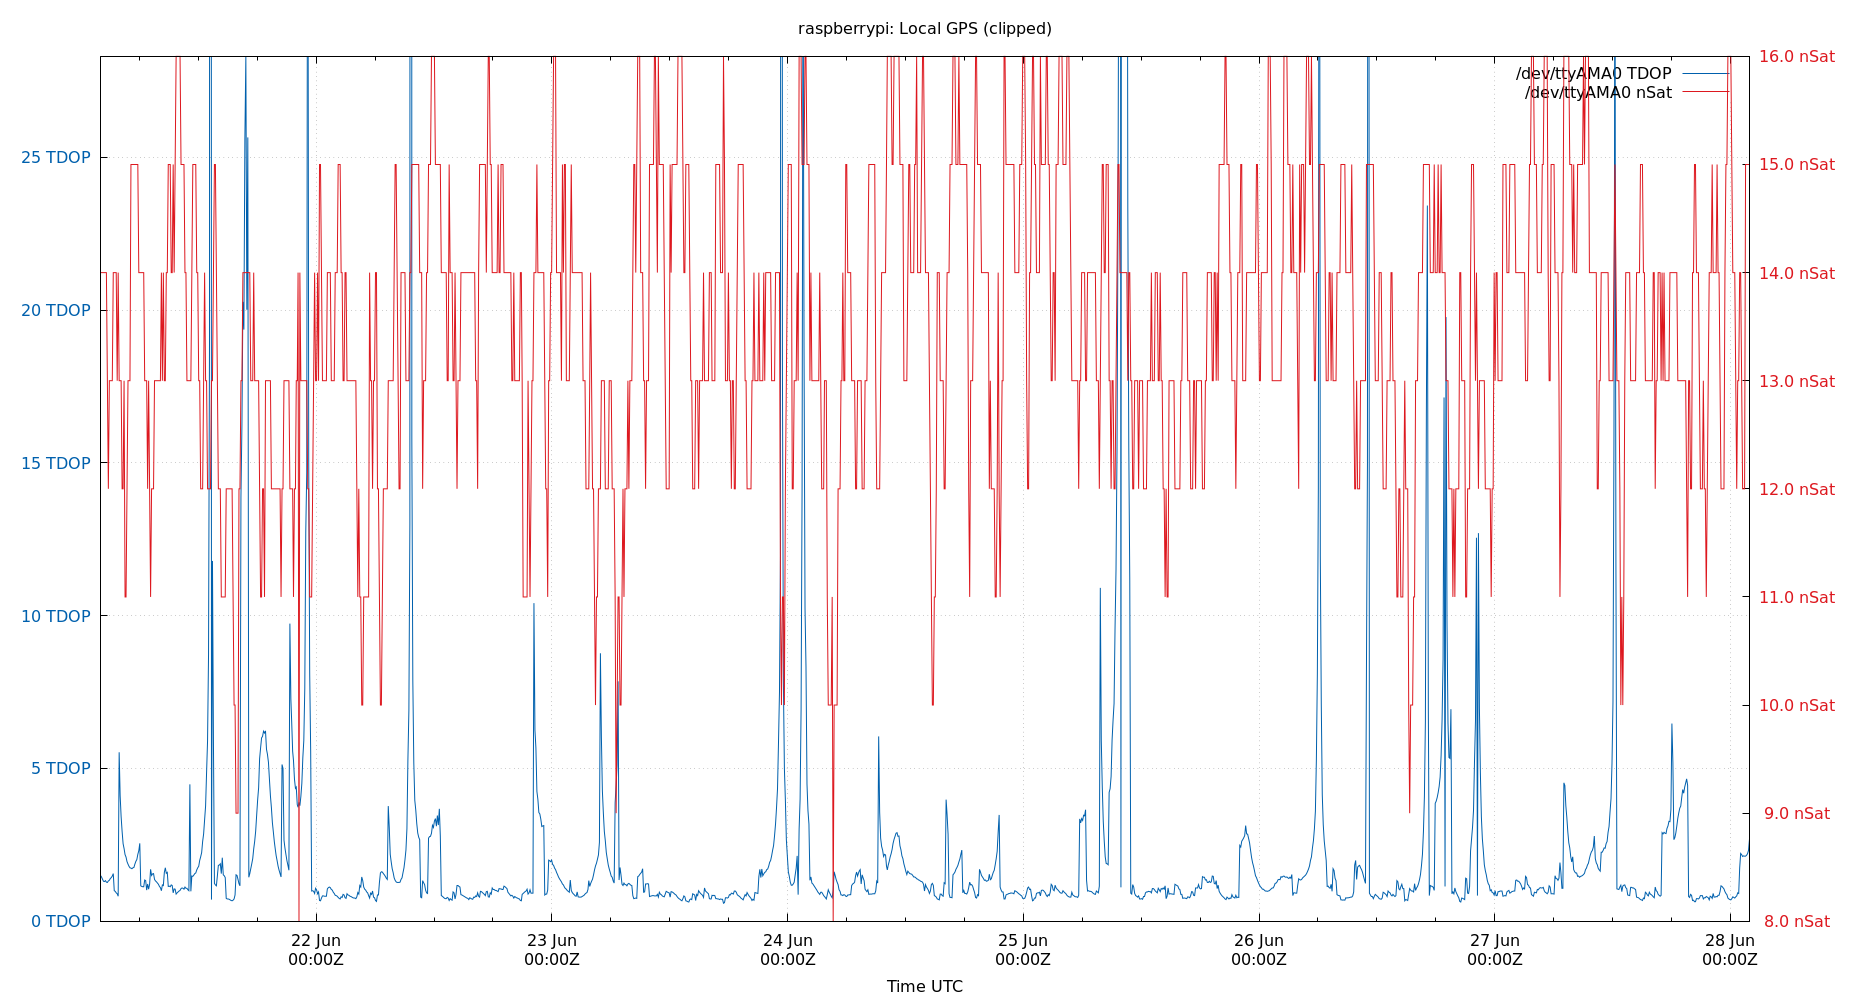 raspberrypi: Local GPS (clipped)
/dev/ttyAMA0 TDOP
/dev/ttyAMA0 nSat
25 TDOP
20 TDOP
15 TDOP
10 TDOP
5 TDOP
0 TDOP
16.0 nSat
15.0 nSat
14.0 nSat
13.0 nSat
12.0 nSat
11.0 nSat
10.0 nSat
9.0 nSat
8.0 nSat
22 Jun
00:00Z
23 Jun
00:00Z
24 Jun
00:00Z
25 Jun
00:00Z
26 Jun
00:00Z
27 Jun
00:00Z
28 Jun
00:00Z
Time UTC